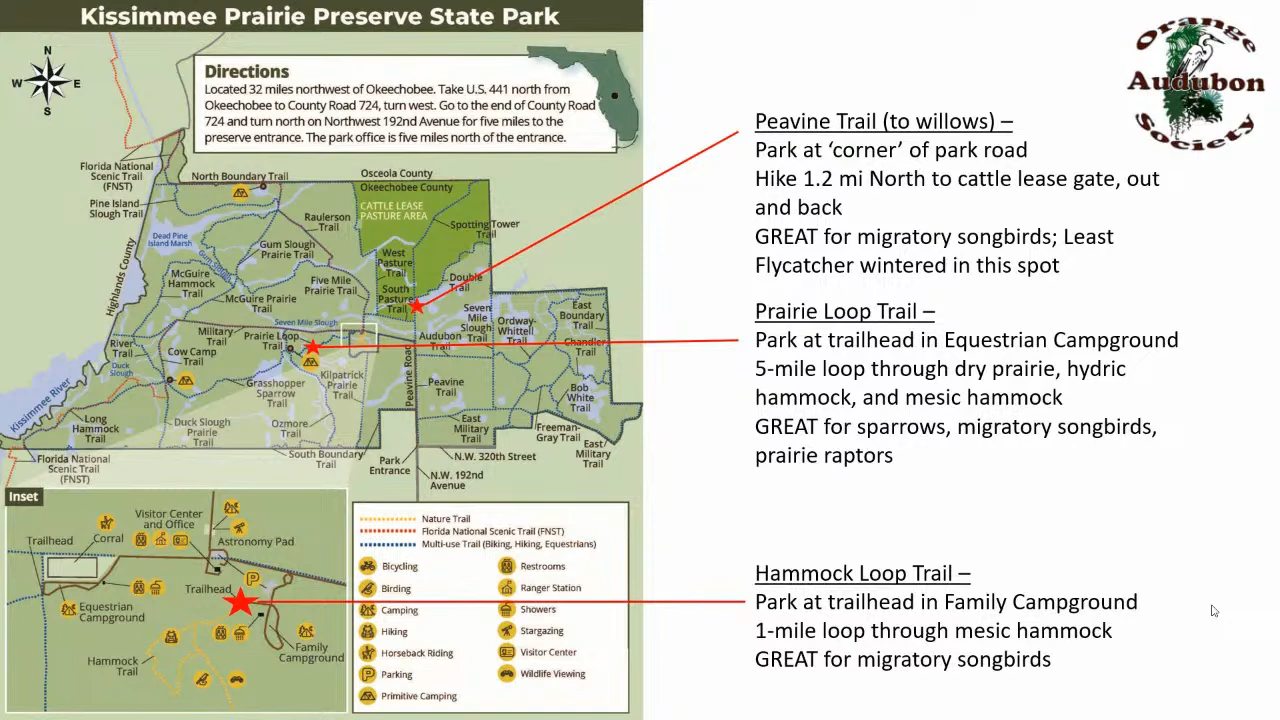 Kissimmee Prairie Preserve State Park
N
W
E
S
Directions
Located 32 miles northwest of Okeechobee. Take U.S. 441 north from
Okeechobee to County Road 724, turn west. Go to the end of County Road
724 and turn north on Northwest 192nd Avenue for five miles to the
preserve entrance. The park office is five miles north of the entrance.
Florida National
Scenic Trail
(FNST)
North Boundary Trail
Osceola County
Okeechobee County
Pine Island
Slough Trail
CATTLE LEASE
PASTURE AREA
Raulerson
Trail
Spotting Tower
Trail
Dead Pine
Island Marsh
Gum Slough
Gum Slough
Prairie Trail
West
Pasture
Trail
Highlands County
McGuire
Hammock
Trail
Five Mile
Prairie Trail
Double
Trail
South
Pasture
Trail
McGuire Prairie
Trail
Seven
Mile
Slough
Trail
East
Boundary
Trail
Ordway-
Whittell
Trail
Seven Mile Slough
Military
Trail
Prairie Loop
Trail
Audubon
Trail
Chandler
Trail
River
Trail
Cow Camp
Trail
Duck
Slough
Kilpatrick
Prairie
Trail
Peavine Road
Grasshopper
Sparrow
Trail
Peavine
Trail
Bob
White
Trail
Kissimmee River
Long
Hammock
Trail
Duck Slough
Prairie
Trail
Ozmore
Trail
East
Military
Trail
Freeman-
Gray Trail
East/
Military
Trail
Florida National
Scenic Trail
(FNST)
South Boundary
Trail
Park
Entrance
N.W. 320th Street
N.W. 192nd
Avenue
Inset
Visitor Center
and Office
Trailhead
Corral
Astronomy Pad
P
Trailhead
Equestrian
Campground
Family
Campground
Hammock
Trail
Nature Trail
Florida National Scenic Trail (FNST)
Multi-use Trail (Biking, Hiking, Equestrians)
Bicycling
Restrooms
Birding
Ranger Station
Camping
Showers
Hiking
Stargazing
Horseback Riding
Visitor Center
P
Parking
Wildlife Viewing
Primitive Camping
Orange
Audubon
Society
Peavine Trail (to willows) –
Park at ‘corner’ of park road
Hike 1.2 mi North to cattle lease gate, out
and back
GREAT for migratory songbirds; Least
Flycatcher wintered in this spot
Prairie Loop Trail –
Park at trailhead in Equestrian Campground
5-mile loop through dry prairie, hydric
hammock, and mesic hammock
GREAT for sparrows, migratory songbirds,
prairie raptors
Hammock Loop Trail –
Park at trailhead in Family Campground
1-mile loop through mesic hammock
GREAT for migratory songbirds